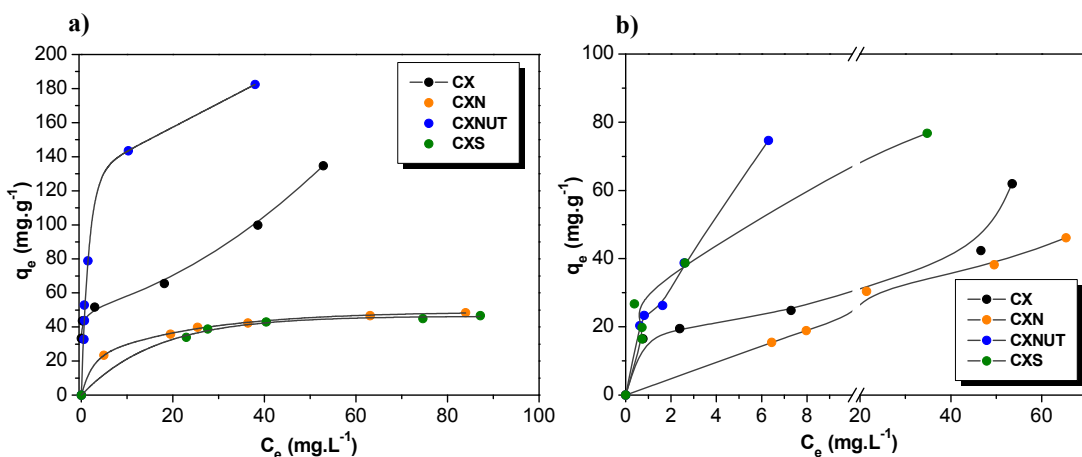 a)
200
180
160
140
120
100
80
60
40
20
0
qe (mg.g-1)
0 20 40 60 80 100
Ce (mg.L-1)
CX
CXN
CXNUT
CXS
b)
100
80
60
40
20
0
qe (mg.g-1)
0 2 4 6 8 20 40 60
Ce (mg.L-1)
CX
CXN
CXNUT
CXS